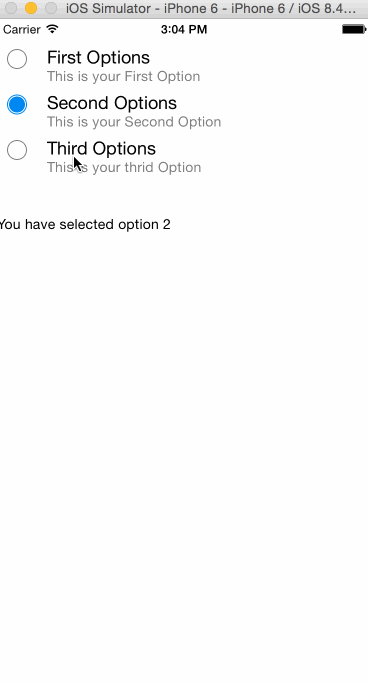 iOS Simulator - iPhone 6 - iPhone 6 / iOS 8.4...
Carrier 3:04 PM
First Options
This is your First Option
Second Options
This is your Second Option
Third Options
This is your thrid Option
You have selected option 2